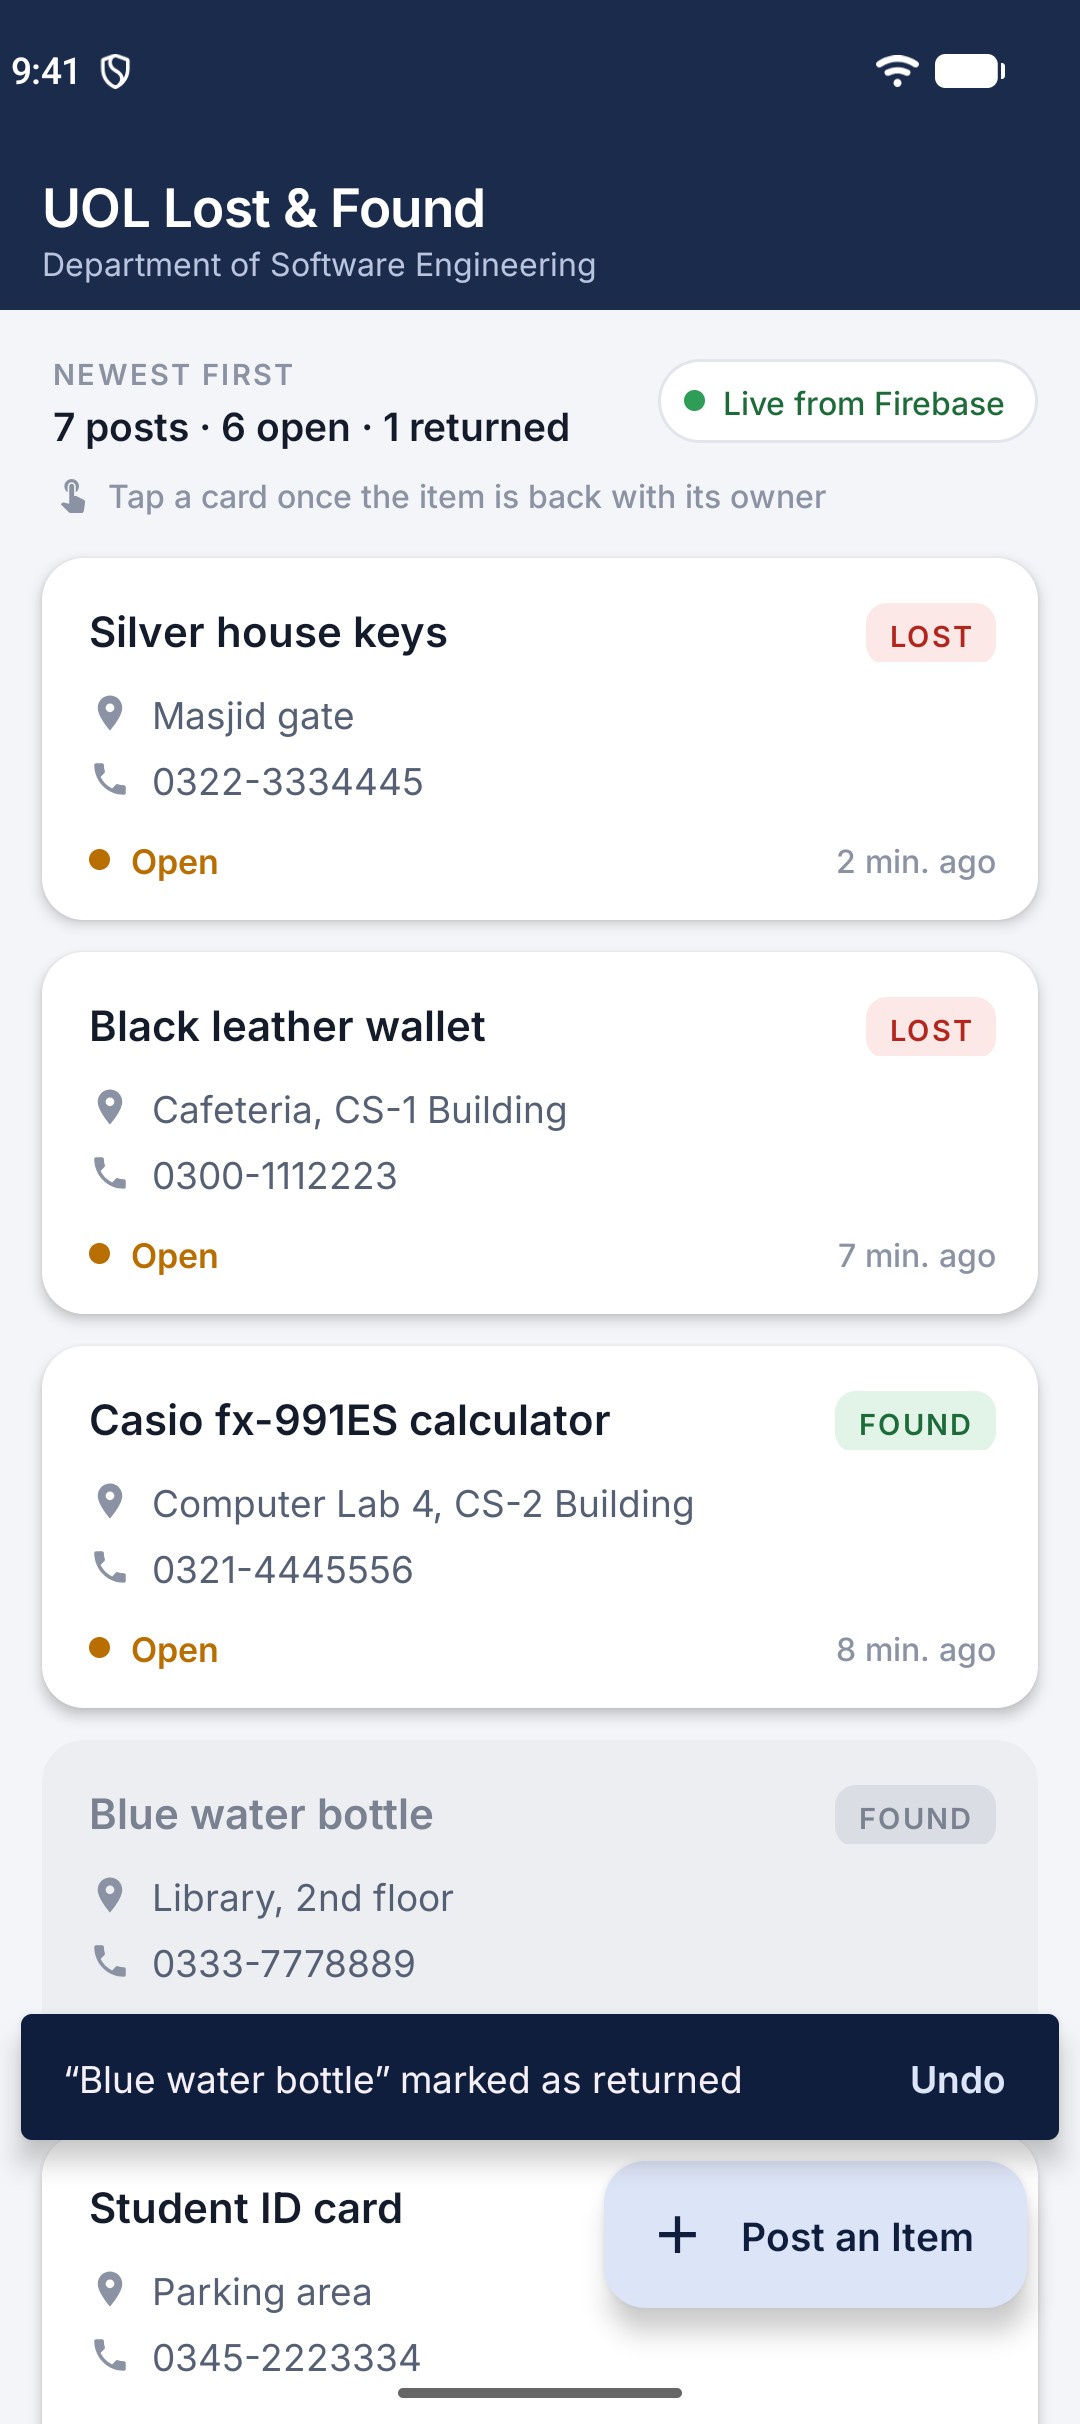 9:41
UOL Lost & Found
Department of Software Engineering
NEWEST FIRST
7 posts · 6 open · 1 returned
Live from Firebase
Tap a card once the item is back with its owner
Silver house keys
LOST
Masjid gate
0322-3334445
Open
2 min. ago
Black leather wallet
LOST
Cafeteria, CS-1 Building
0300-1112223
Open
7 min. ago
Casio fx-991ES calculator
FOUND
Computer Lab 4, CS-2 Building
0321-4445556
Open
8 min. ago
Blue water bottle
FOUND
Library, 2nd floor
0333-7778889
“Blue water bottle” marked as returned
Undo
Student ID card
Post an Item
Parking area
0345-2223334